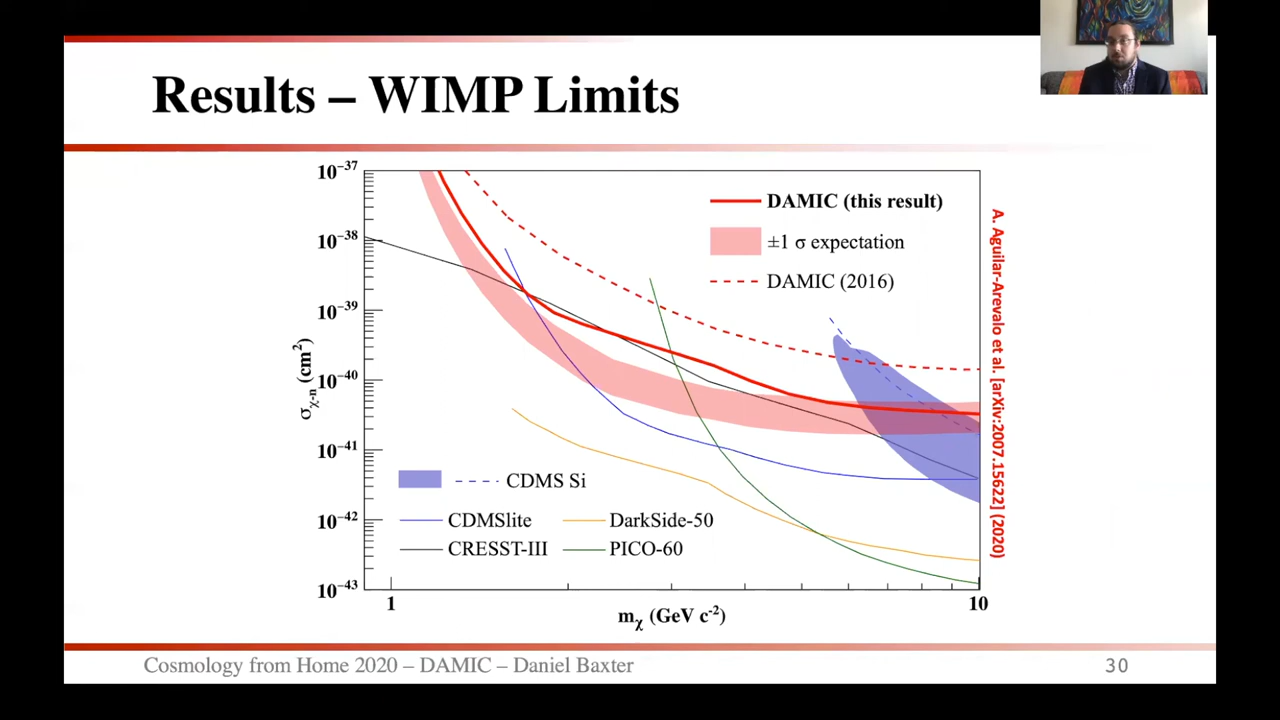 Results – WIMP Limits
10⁻³⁷
10⁻³⁸
10⁻³⁹
10⁻⁴⁰
10⁻⁴¹
10⁻⁴²
10⁻⁴³
σχ-n (cm²)
DAMIC (this result)
±1 σ expectation
DAMIC (2016)
CDMS Si
CDMSlite
DarkSide-50
CRESST-III
PICO-60
1
10
mχ (GeV c⁻²)
A. Aguilar-Arevalo et al. [arXiv:2007.15622] (2020)
Cosmology from Home 2020 – DAMIC – Daniel Baxter
30